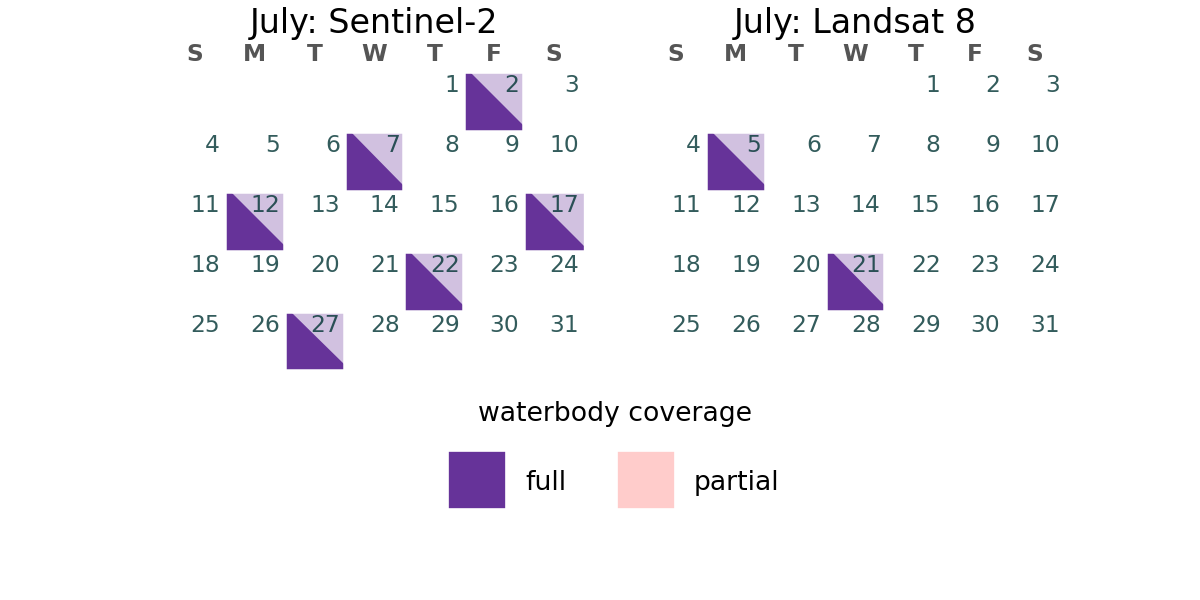 July: Sentinel-2
S M T W T F S
1 2 3
4 5 6 7 8 9 10
11 12 13 14 15 16 17
18 19 20 21 22 23 24
25 26 27 28 29 30 31
July: Landsat 8
S M T W T F S
1 2 3
4 5 6 7 8 9 10
11 12 13 14 15 16 17
18 19 20 21 22 23 24
25 26 27 28 29 30 31
waterbody coverage
full partial